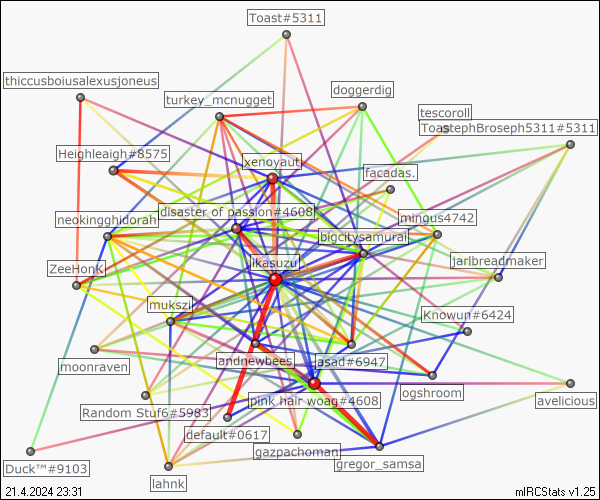 Toast#5311
thiccusboiusalexusjoneus
doggerdig
turkey_mcnugget
tescoroll
ToastephBroseph5311#5311
Heighleaigh#8575
xenoyaut
facadas.
disaster of passion#4608
neokingghidorah
mingus4742
bigcitysamurai
ikasuzu
ZeeHonKi
jarlbreadmaker
mukszi
Knowun#6424
moonraven
andnewbees
asad#6947
ogshroom
pink hair woag#4608
avelicious
Random Stuf6#5983
default#0617
gazpachoman
gregor_samsa
Duck™#9103
lahnk
21.4.2024 23:31
mIRCStats v1.25